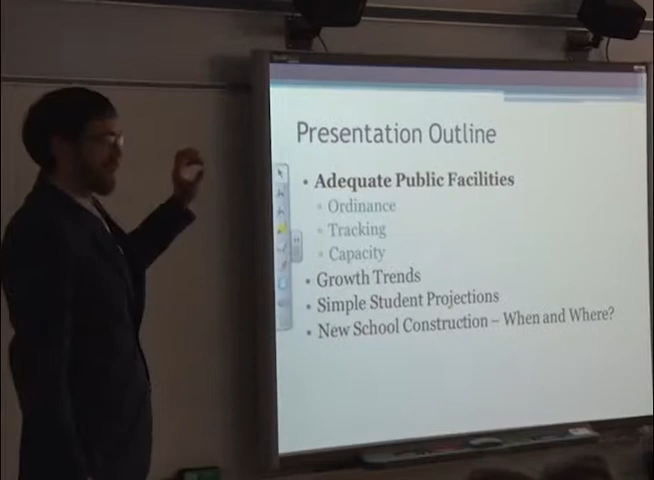 Presentation Outline
• Adequate Public Facilities
▫ Ordinance
▫ Tracking
▫ Capacity
• Growth Trends
• Simple Student Projections
• New School Construction – When and Where?